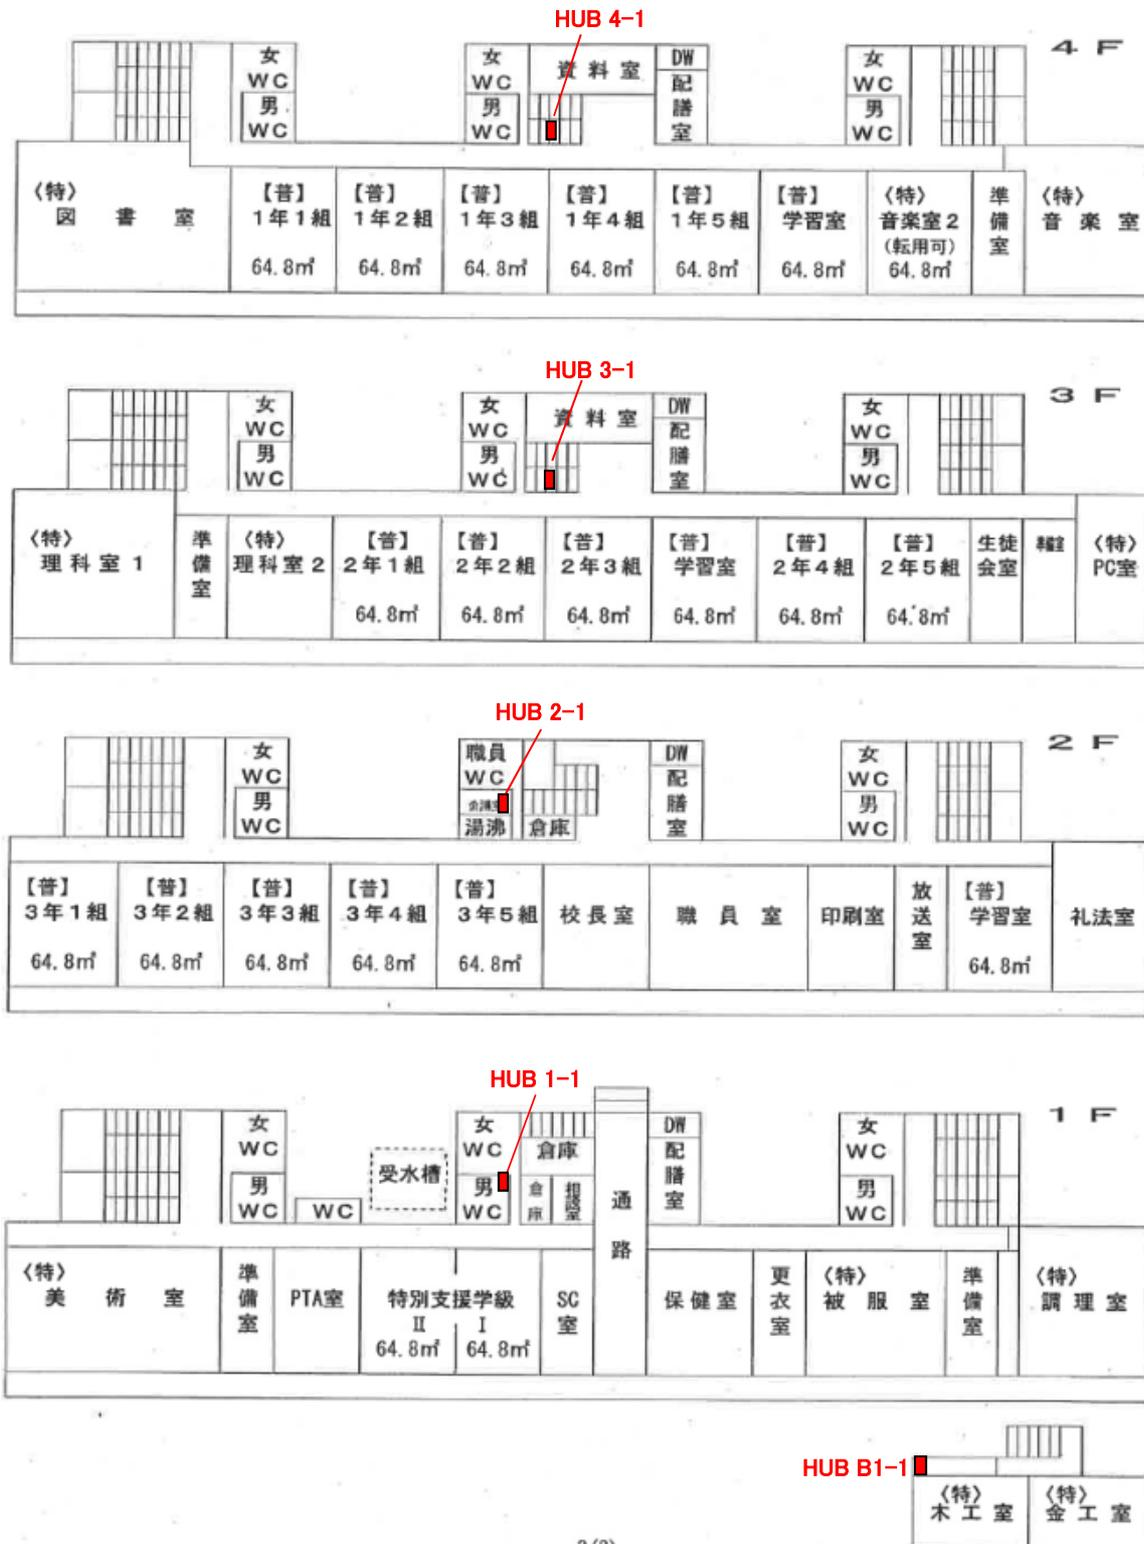 HUB 4-1
4 F
女
WC
男
WC
女
WC
男
WC
資料室
DW
配
膳
室
女
WC
男
WC
〈特〉
図書室
【普】
1年1組
64.8㎡
【普】
1年2組
64.8㎡
【普】
1年3組
64.8㎡
【普】
1年4組
64.8㎡
【普】
1年5組
64.8㎡
【普】
学習室
64.8㎡
〈特〉
音楽室2
(転用可)
64.8㎡
準
備
室
〈特〉
音楽室
HUB 3-1
3 F
女
WC
男
WC
女
WC
男
WC
資料室
DW
配
膳
室
女
WC
男
WC
〈特〉
理科室1
準
備
室
〈特〉
理科室2
【普】
2年1組
64.8㎡
【普】
2年2組
64.8㎡
【普】
2年3組
64.8㎡
【普】
学習室
64.8㎡
【普】
2年4組
64.8㎡
【普】
2年5組
64.8㎡
生徒
会室
〈特〉
PC室
HUB 2-1
2 F
女
WC
男
WC
職員
WC
湯沸
倉庫
DW
配
膳
室
女
WC
男
WC
【普】
3年1組
64.8㎡
【普】
3年2組
64.8㎡
【普】
3年3組
64.8㎡
【普】
3年4組
64.8㎡
【普】
3年5組
64.8㎡
校長室
職員室
印刷室
放
送
室
【普】
学習室
64.8㎡
礼法室
HUB 1-1
1 F
女
WC
男
WC
WC
受水槽
女
WC
男
WC
倉庫
倉
庫
相談室
通
路
DW
配
膳
室
女
WC
男
WC
〈特〉
美術室
準
備
室
PTA室
特別支援学級
Ⅱ Ⅰ
64.8㎡ 64.8㎡
SC
室
保健室
更
衣
室
〈特〉
被服室
準
備
室
〈特〉
調理室
HUB B1-1
〈特〉
木工室
〈特〉
金工室